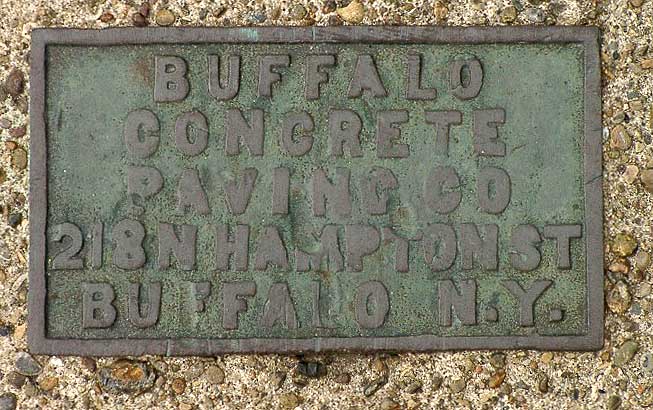 BUFFALO
CONCRETE
PAVING CO
218 N HAMPTON ST
BUFFALO N.Y.